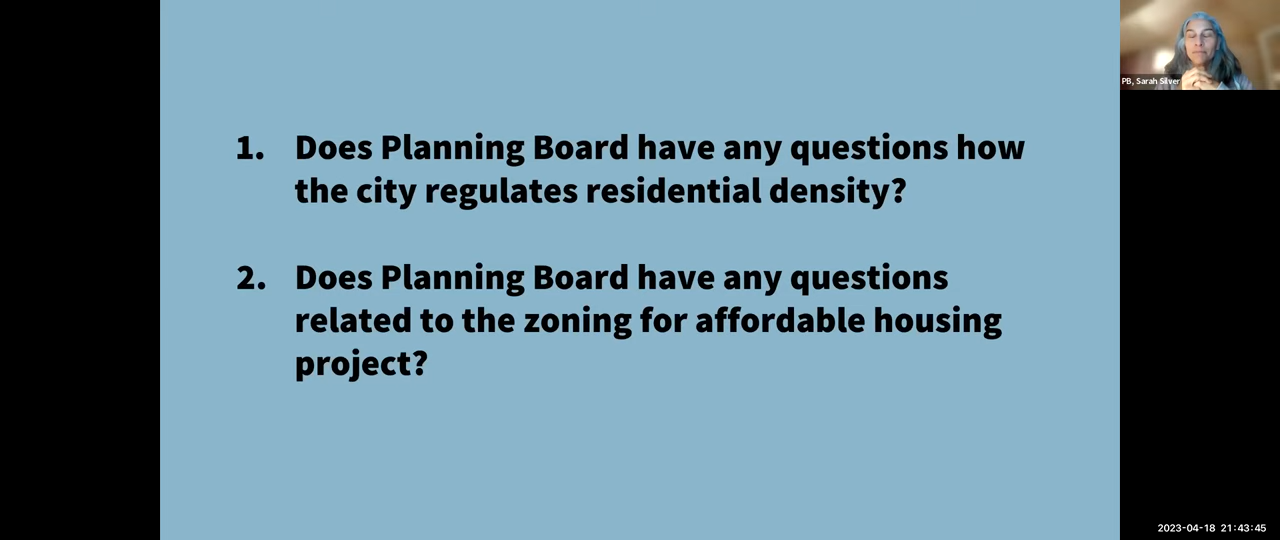 1. Does Planning Board have any questions how
the city regulates residential density?
2. Does Planning Board have any questions
related to the zoning for affordable housing
project?
PB, Sarah Silver
2023-04-18 21:43:45